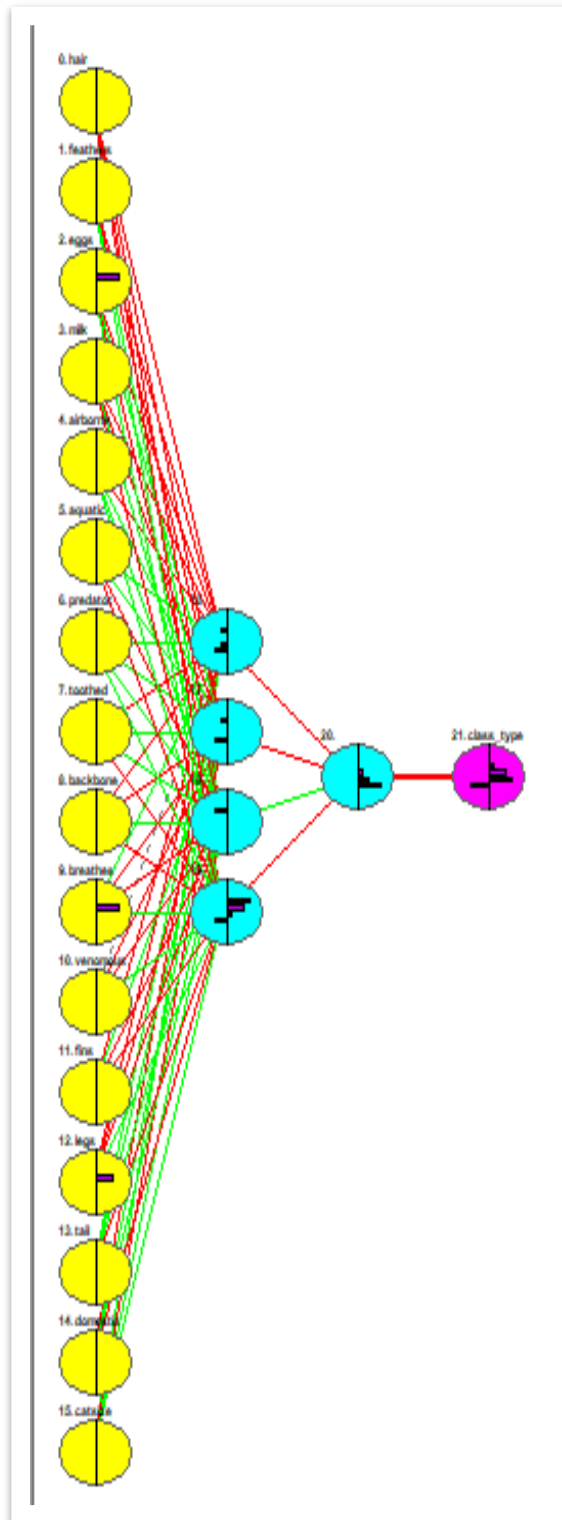 0. hair
1. feathers
2. eggs
3. milk
4. airborne
5. aquatic
6. predator
7. toothed
8. backbone
9. breathes
10. venomous
11. fins
12. legs
13. tail
14. domestic
15. catsize
20.
21. class_type